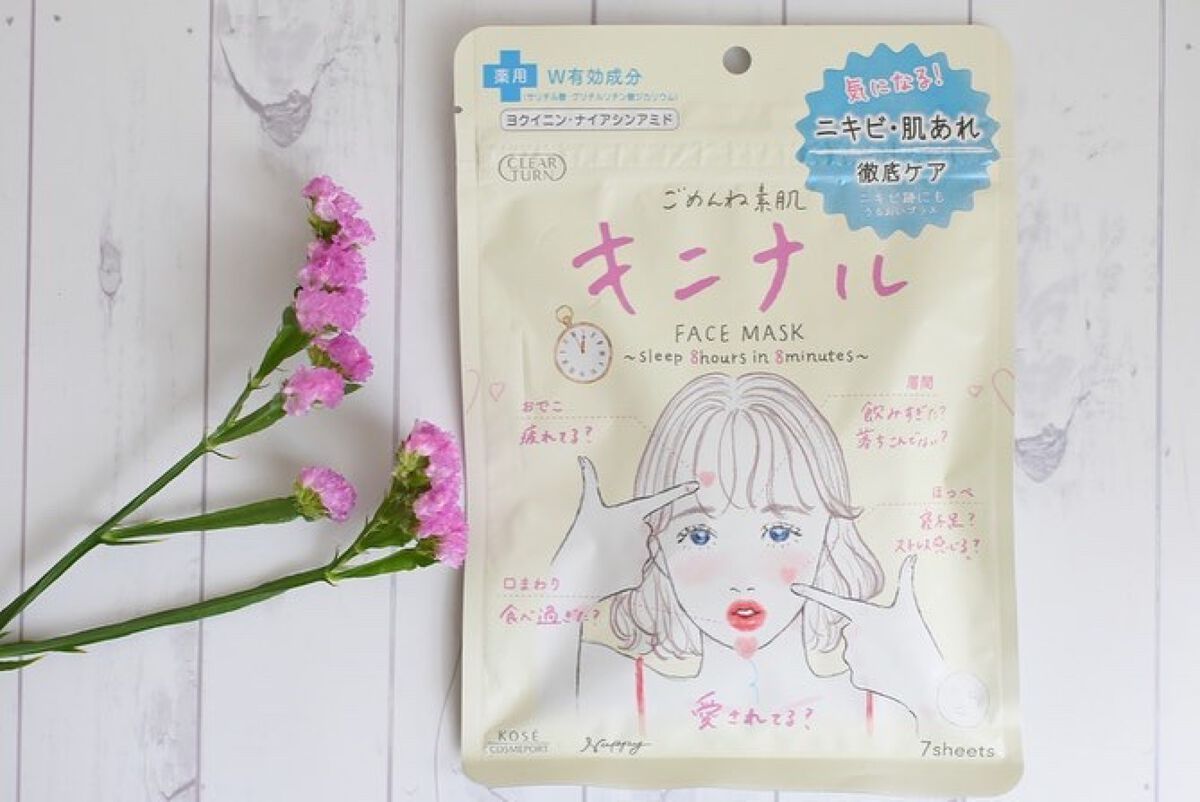 薬用 W有効成分
(サリチル酸・グリチルリチン酸ジカリウム)
ヨクイニン・ナイアシンアミド
CLEAR
TURN
気になる!
ニキビ・肌あれ
徹底ケア
ニキビ跡にも
うるおいプラス
ごめんね素肌
キニナル
FACE MASK
~sleep 8hours in 8minutes~
おでこ
疲れてる?
眉間
飲みすぎた?
落ちこんでない?
ほっぺ
寝不足?
ストレス感じる?
口まわり
食べ過ぎた?
愛されてる?
KOSÉ
COSMEPORT
7sheets